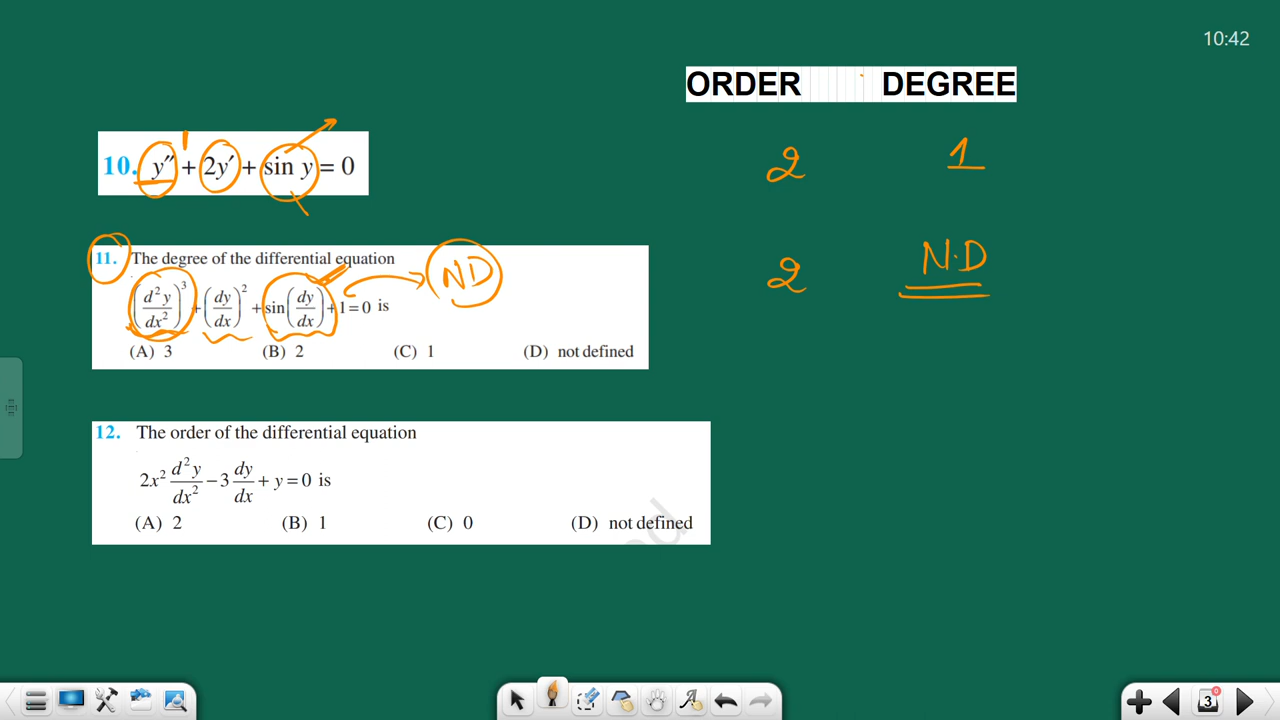 10:42
ORDER DEGREE
10. y″ + 2y′ + sin y = 0
2 1
11. The degree of the differential equation
(d²y/dx²)³ + (dy/dx)² + sin(dy/dx) + 1 = 0 is
ND
2 N.D
(A) 3 (B) 2 (C) 1 (D) not defined
12. The order of the differential equation
2x² d²y/dx² − 3 dy/dx + y = 0 is
(A) 2 (B) 1 (C) 0 (D) not defined
3